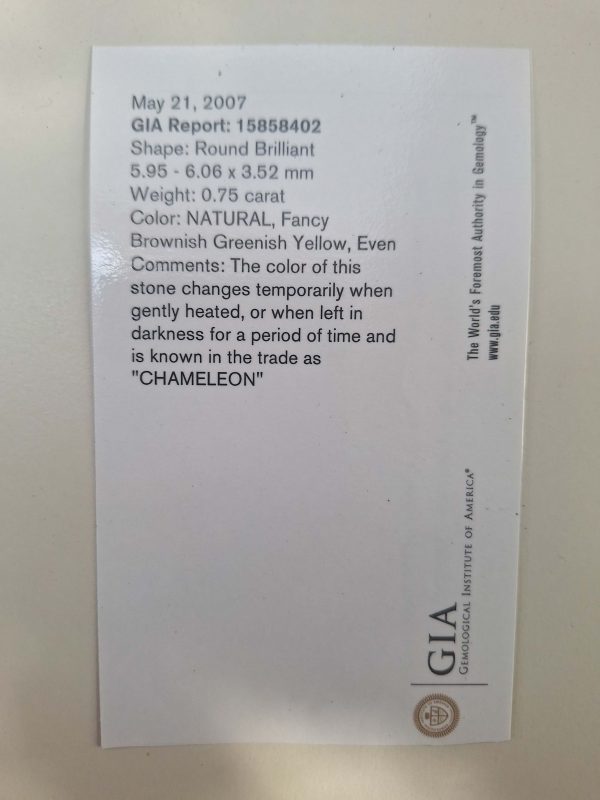 May 21, 2007
GIA Report: 15858402
Shape: Round Brilliant
5.95 - 6.06 x 3.52 mm
Weight: 0.75 carat
Color: NATURAL, Fancy
Brownish Greenish Yellow, Even
Comments: The color of this
stone changes temporarily when
gently heated, or when left in
darkness for a period of time and
is known in the trade as
"CHAMELEON"
The World's Foremost Authority in Gemology™
www.gia.edu
GIA
GEMOLOGICAL INSTITUTE OF AMERICA®